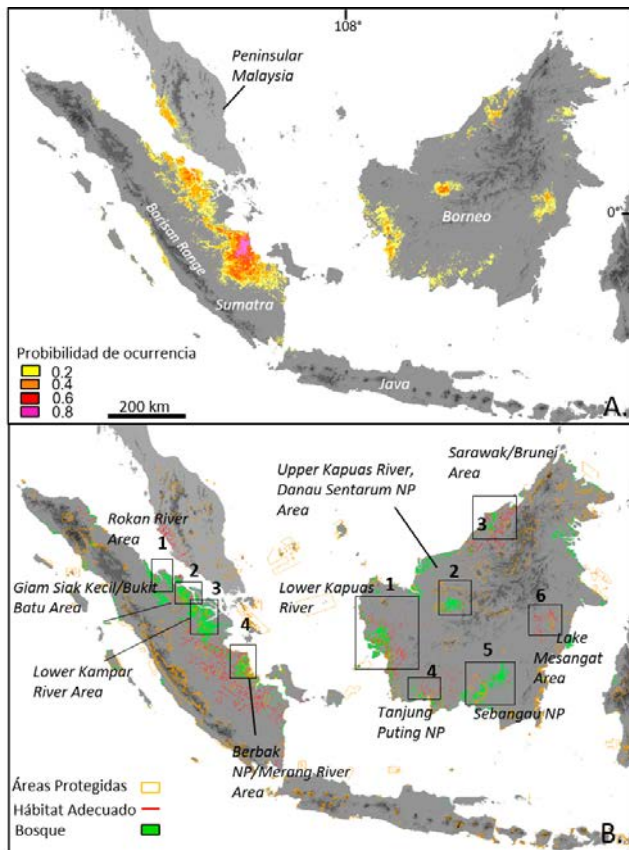 108°
Peninsular
Malaysia
Borneo
0°
Barisan Range
Sumatra
Probibilidad de ocurrencia
0.2
0.4
0.6
0.8
200 km
Java
A.
Sarawak/Brunei
Area
Upper Kapuas River,
Danau Sentarum NP
Area
Rokan River
Area
1
2
3
4
Giam Siak Kecil/Bukit
Batu Area
Lower Kampar
River Area
Berbak
NP/Merang River
Area
Lower Kapuas
River
1
2
3
4
5
6
Lake
Mesangat
Area
Tanjung
Puting NP
Sebangau NP
Áreas Protegidas
Hábitat Adecuado
Bosque
B.